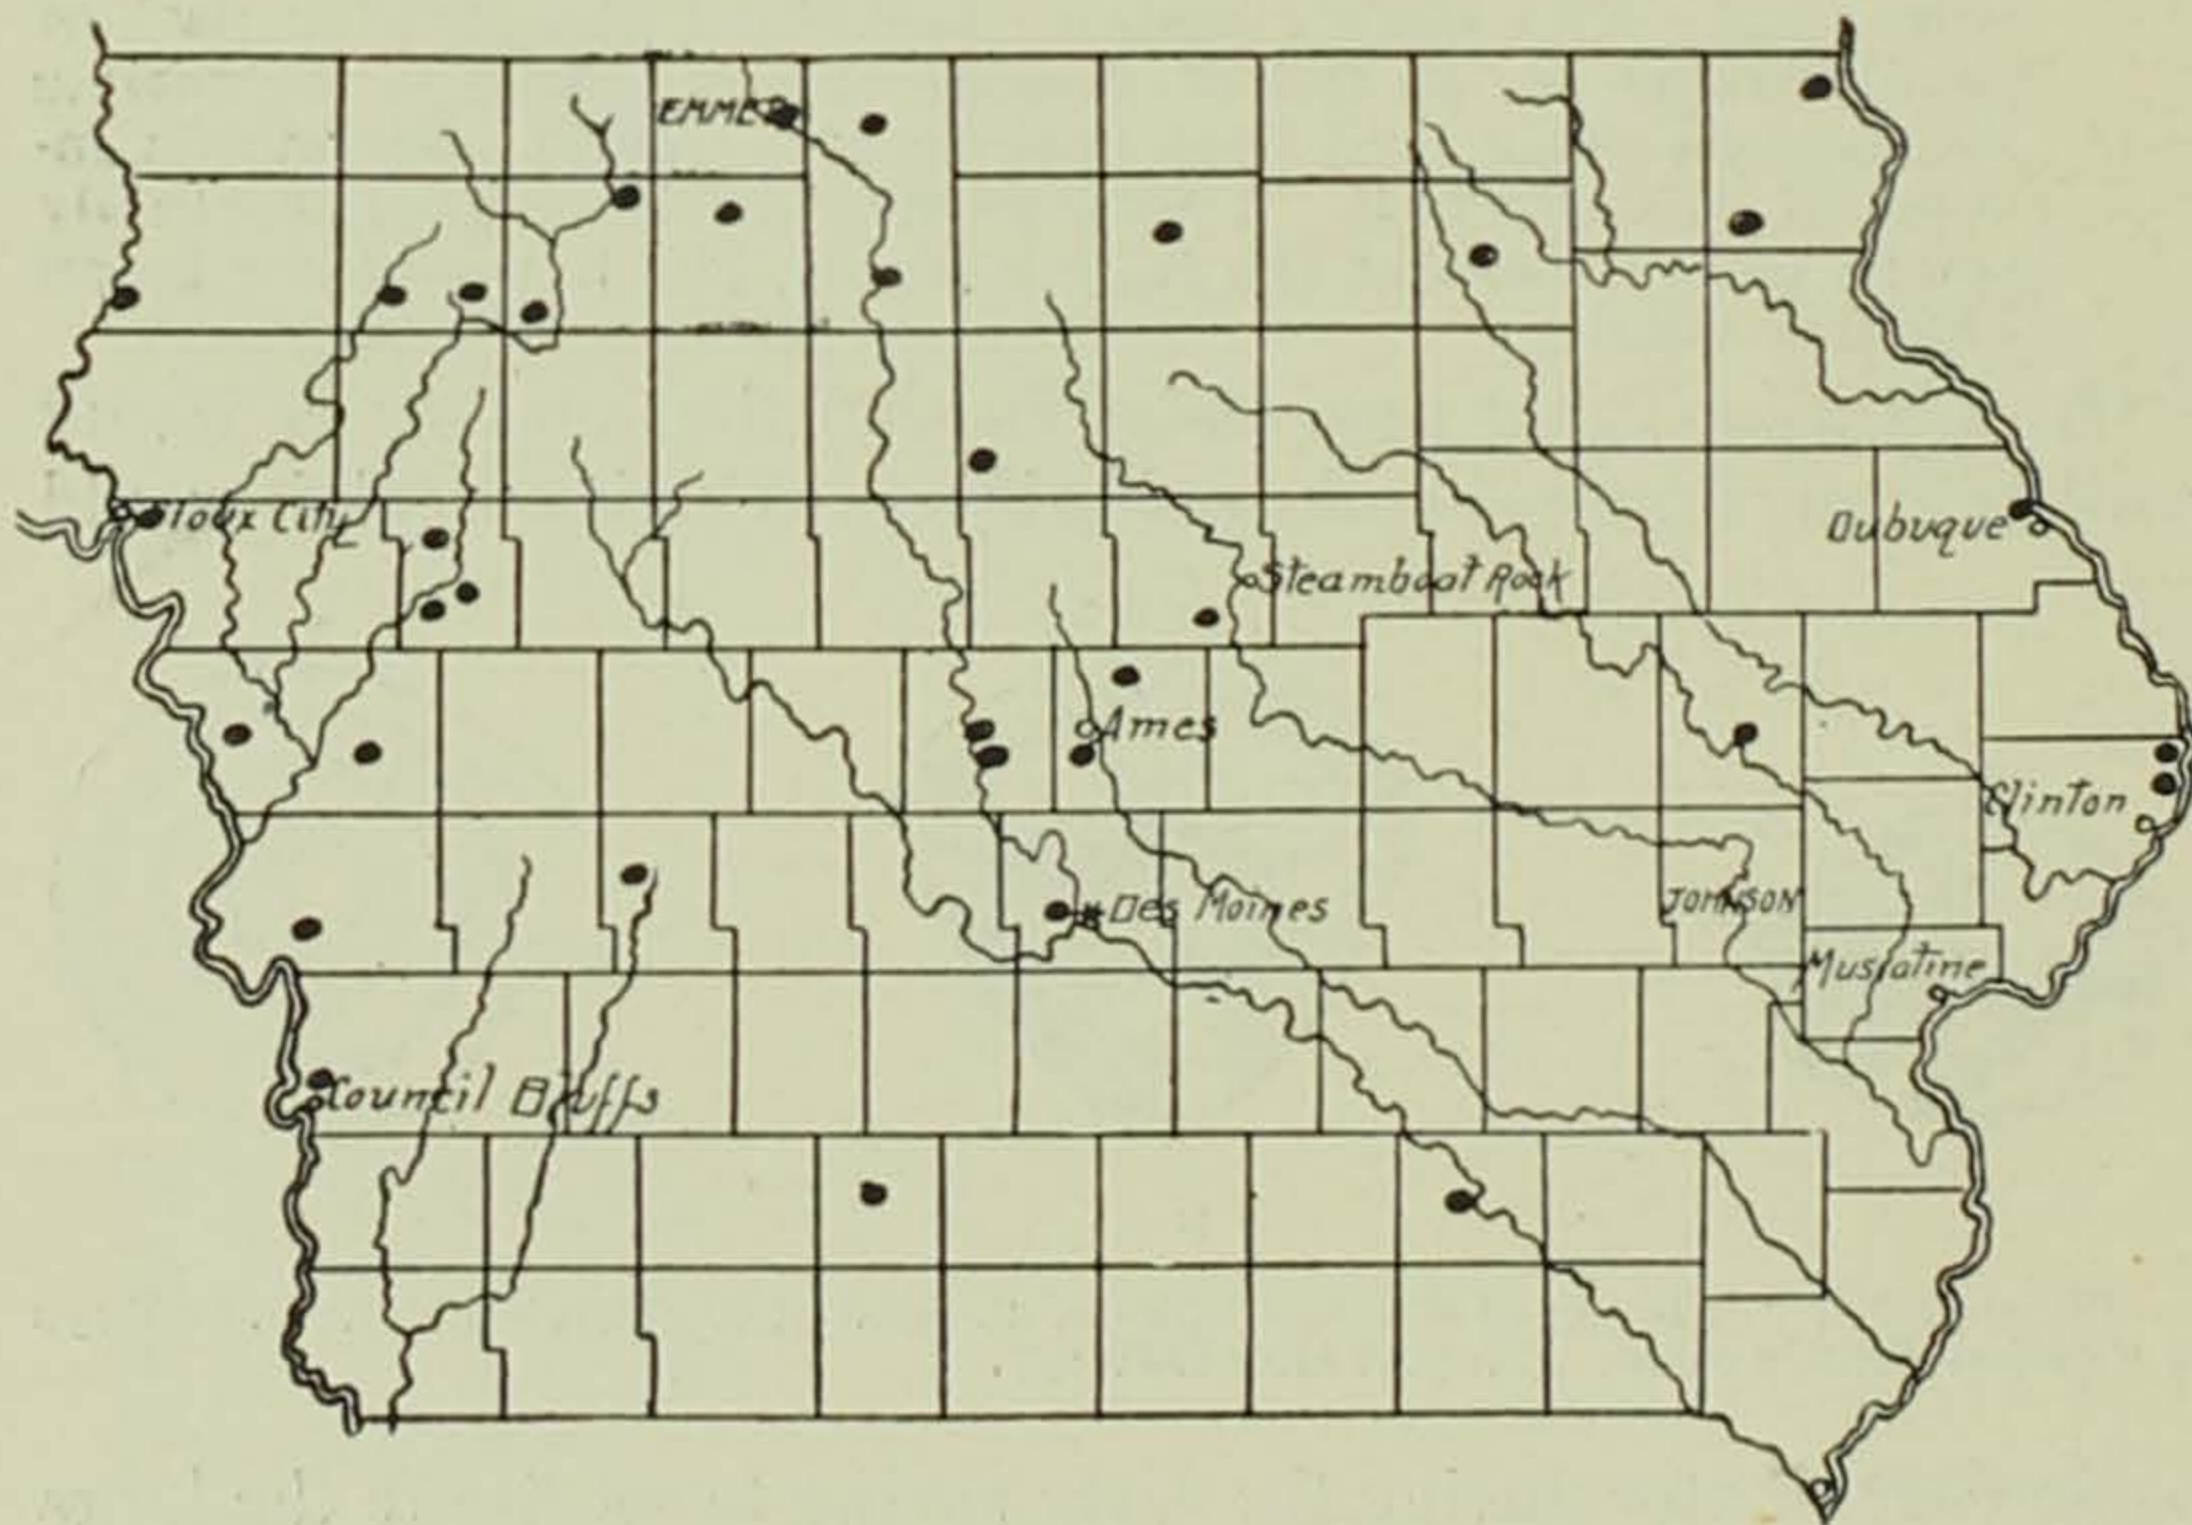 EMMET
Sioux City
Dubuque
Steamboat Rock
Ames
Clinton
Des Moines
JOHNSON
Muscatine
Council Bluffs